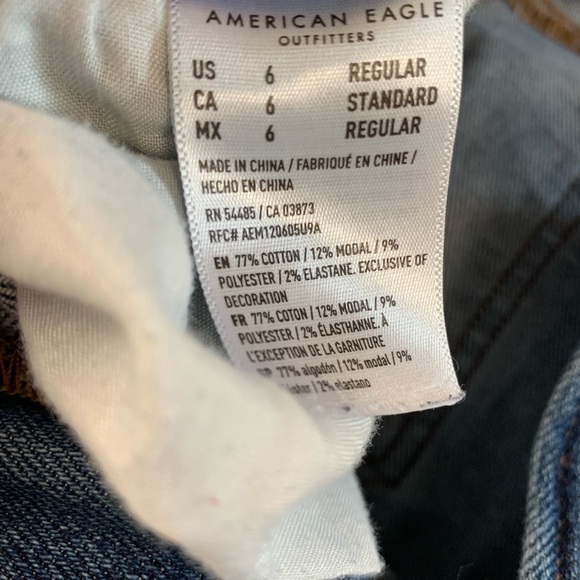 AMERICAN EAGLE
OUTFITTERS
US 6 REGULAR
CA 6 STANDARD
MX 6 REGULAR
MADE IN CHINA / FABRIQUÉ EN CHINE /
HECHO EN CHINA
RN 54485 / CA 03873
RFC# AEM120605U9A
EN 77% COTTON / 12% MODAL / 9%
POLYESTER / 2% ELASTANE. EXCLUSIVE OF
DECORATION
FR 77% COTON / 12% MODAL / 9%
POLYESTER / 2% ÉLASTHANNE. À
L'EXCEPTION DE LA GARNITURE
77% algodón / 12% modal / 9%
/ 2% elastano